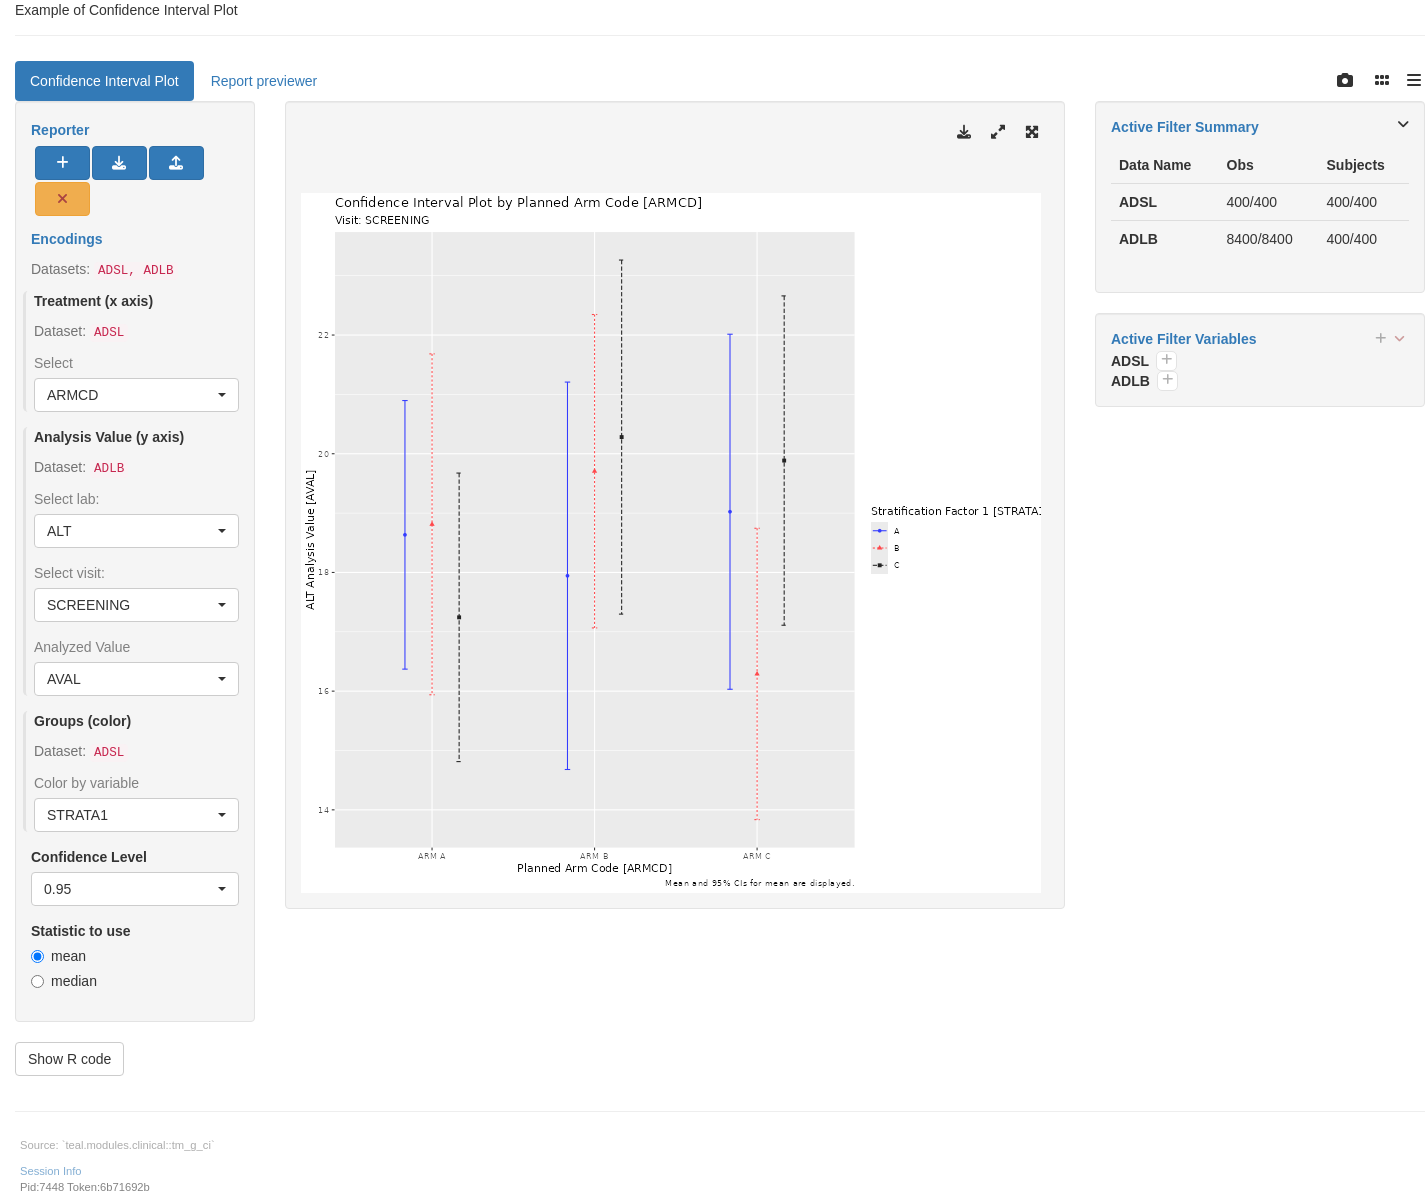 Example of Confidence Interval Plot
Confidence Interval Plot
Report previewer
Reporter
Encodings
Datasets: ADSL, ADLB
Treatment (x axis)
Dataset: ADSL
Select
ARMCD
Analysis Value (y axis)
Dataset: ADLB
Select lab:
ALT
Select visit:
SCREENING
Analyzed Value
AVAL
Groups (color)
Dataset: ADSL
Color by variable
STRATA1
Confidence Level
0.95
Statistic to use
mean
median
Show R code
Confidence Interval Plot by Planned Arm Code [ARMCD]
Visit: SCREENING
ALT Analysis Value [AVAL]
22
20
18
16
14
ARM A
ARM B
ARM C
Planned Arm Code [ARMCD]
Mean and 95% CIs for mean are displayed.
Stratification Factor 1 [STRATA1
A
B
C
Active Filter Summary
Data Name Obs Subjects
ADSL 400/400 400/400
ADLB 8400/8400 400/400
Active Filter Variables
ADSL
ADLB
Source: `teal.modules.clinical::tm_g_ci`
Session Info
Pid:7448 Token:6b71692b